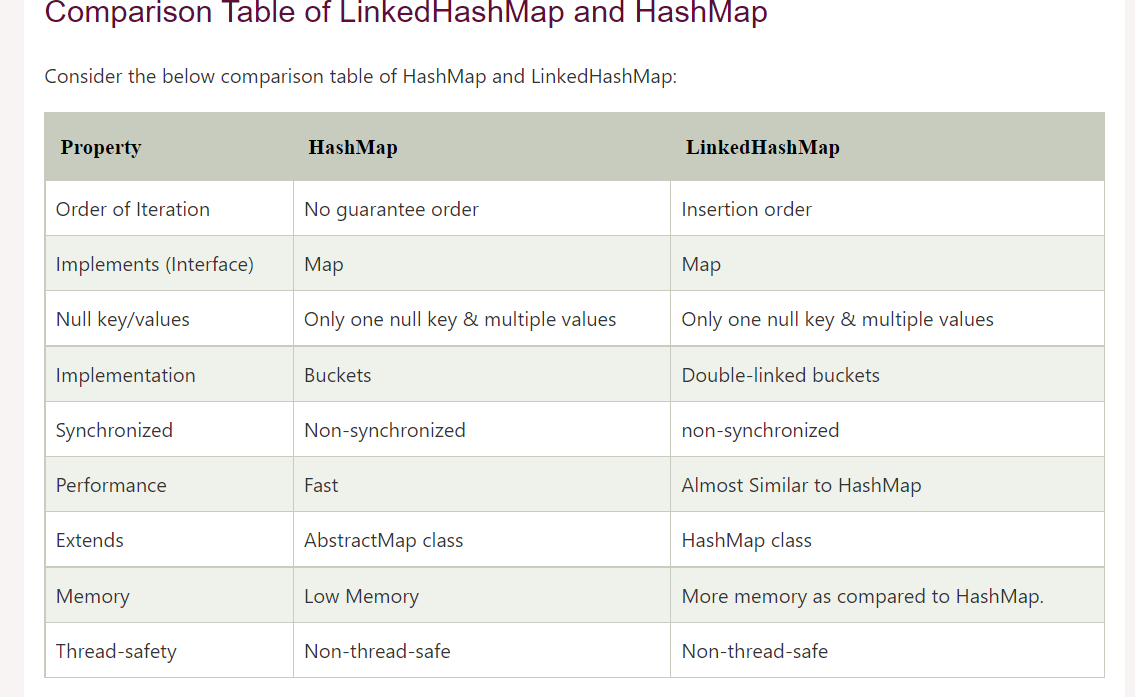 Comparison Table of LinkedHashMap and HashMap
Consider the below comparison table of HashMap and LinkedHashMap:
Property HashMap LinkedHashMap
Order of Iteration No guarantee order Insertion order
Implements (Interface) Map Map
Null key/values Only one null key & multiple values Only one null key & multiple values
Implementation Buckets Double-linked buckets
Synchronized Non-synchronized non-synchronized
Performance Fast Almost Similar to HashMap
Extends AbstractMap class HashMap class
Memory Low Memory More memory as compared to HashMap.
Thread-safety Non-thread-safe Non-thread-safe